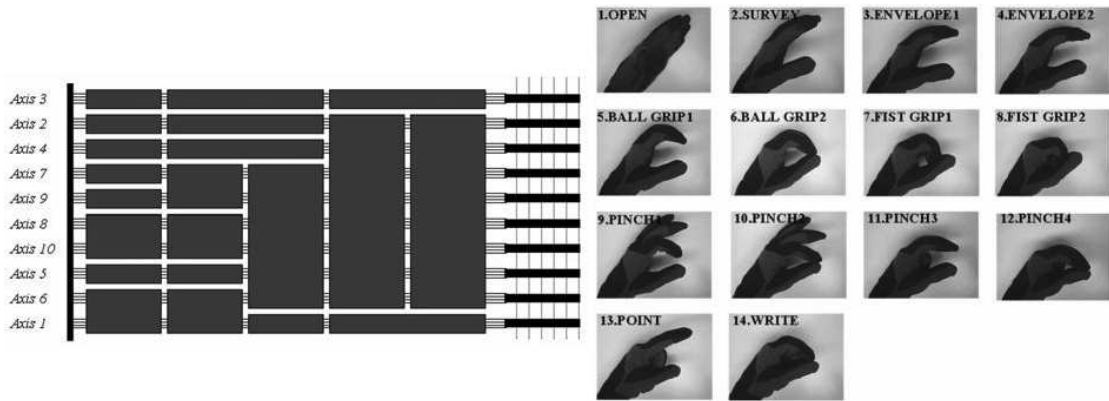 Axis 3
Axis 2
Axis 4
Axis 7
Axis 9
Axis 8
Axis 10
Axis 5
Axis 6
Axis 1
1.OPEN
2.SURVEY
3.ENVELOPE1
4.ENVELOPE2
5.BALL GRIP1
6.BALL GRIP2
7.FIST GRIP1
8.FIST GRIP2
9.PINCH1
10.PINCH2
11.PINCH3
12.PINCH4
13.POINT
14.WRITE